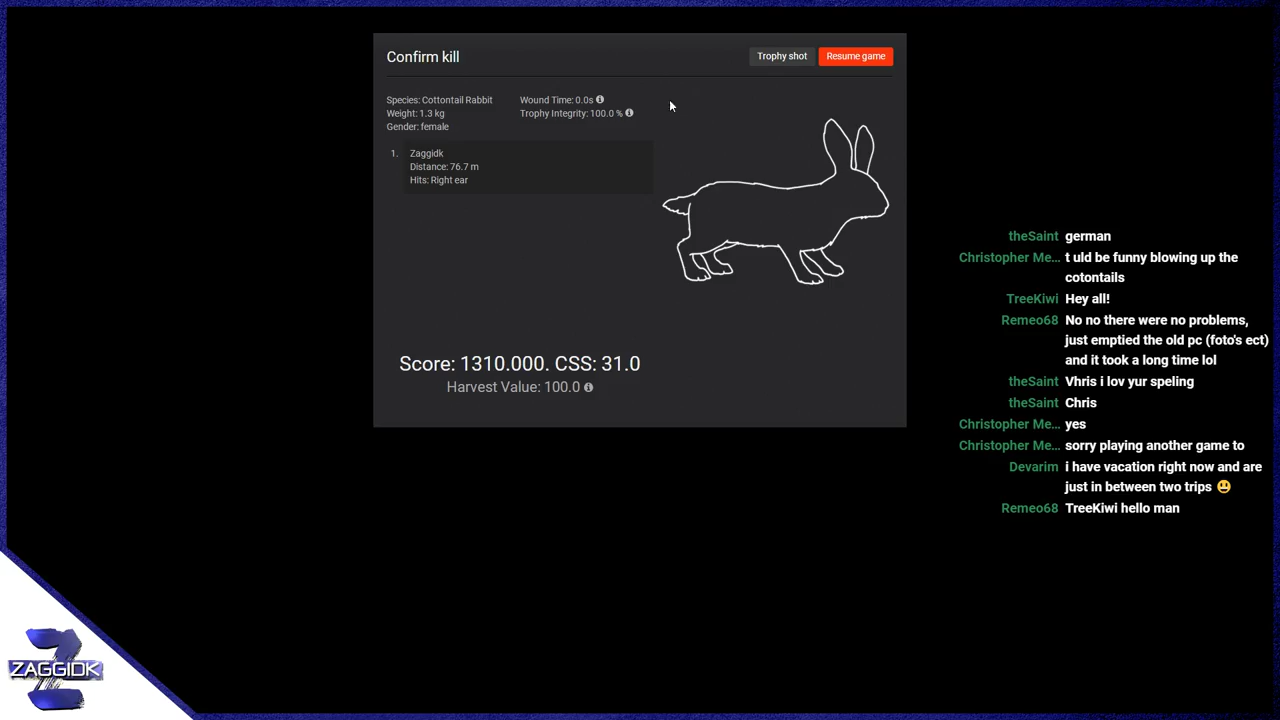 Confirm kill
Trophy shot
Resume game
Species: Cottontail Rabbit
Weight: 1.3 kg
Gender: female
Wound Time: 0.0s
Trophy Integrity: 100.0 %
1. Zaggidk
Distance: 76.7 m
Hits: Right ear
Score: 1310.000. CSS: 31.0
Harvest Value: 100.0
theSaint german
Christopher Me... t uld be funny blowing up the
cotontails
TreeKiwi Hey all!
Remeo68 No no there were no problems,
just emptied the old pc (foto's ect)
and it took a long time lol
theSaint Vhris i lov yur speling
theSaint Chris
Christopher Me... yes
Christopher Me... sorry playing another game to
Devarim i have vacation right now and are
just in between two trips 😃
Remeo68 TreeKiwi hello man
ZAGGIDK